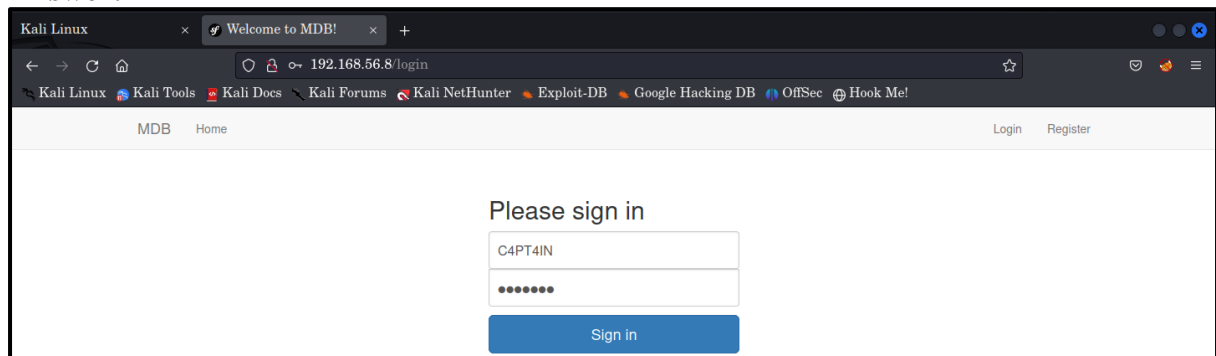 Kali Linux × Welcome to MDB! × +
192.168.56.8/login
Kali Linux Kali Tools Kali Docs Kali Forums Kali NetHunter Exploit-DB Google Hacking DB OffSec Hook Me!
MDB Home Login Register
Please sign in
C4PT4IN
•••••••
Sign in